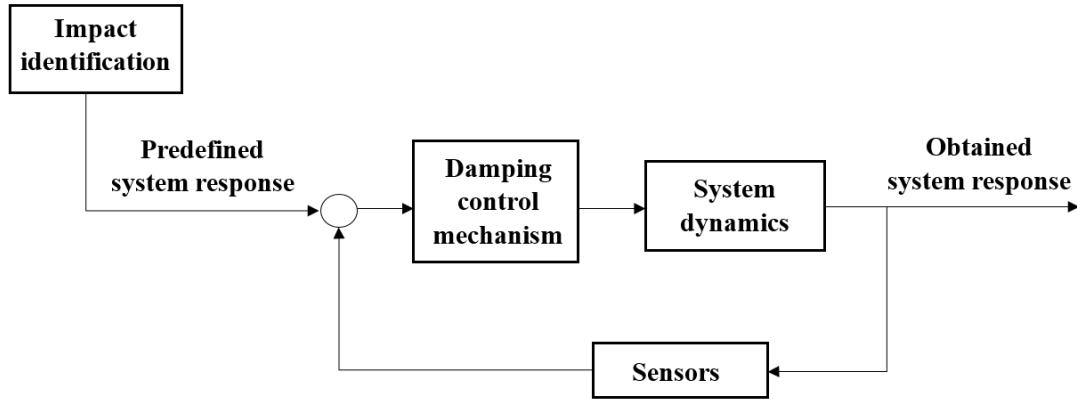 Impact
identification
Predefined
system response
Damping
control
mechanism
System
dynamics
Obtained
system response
Sensors